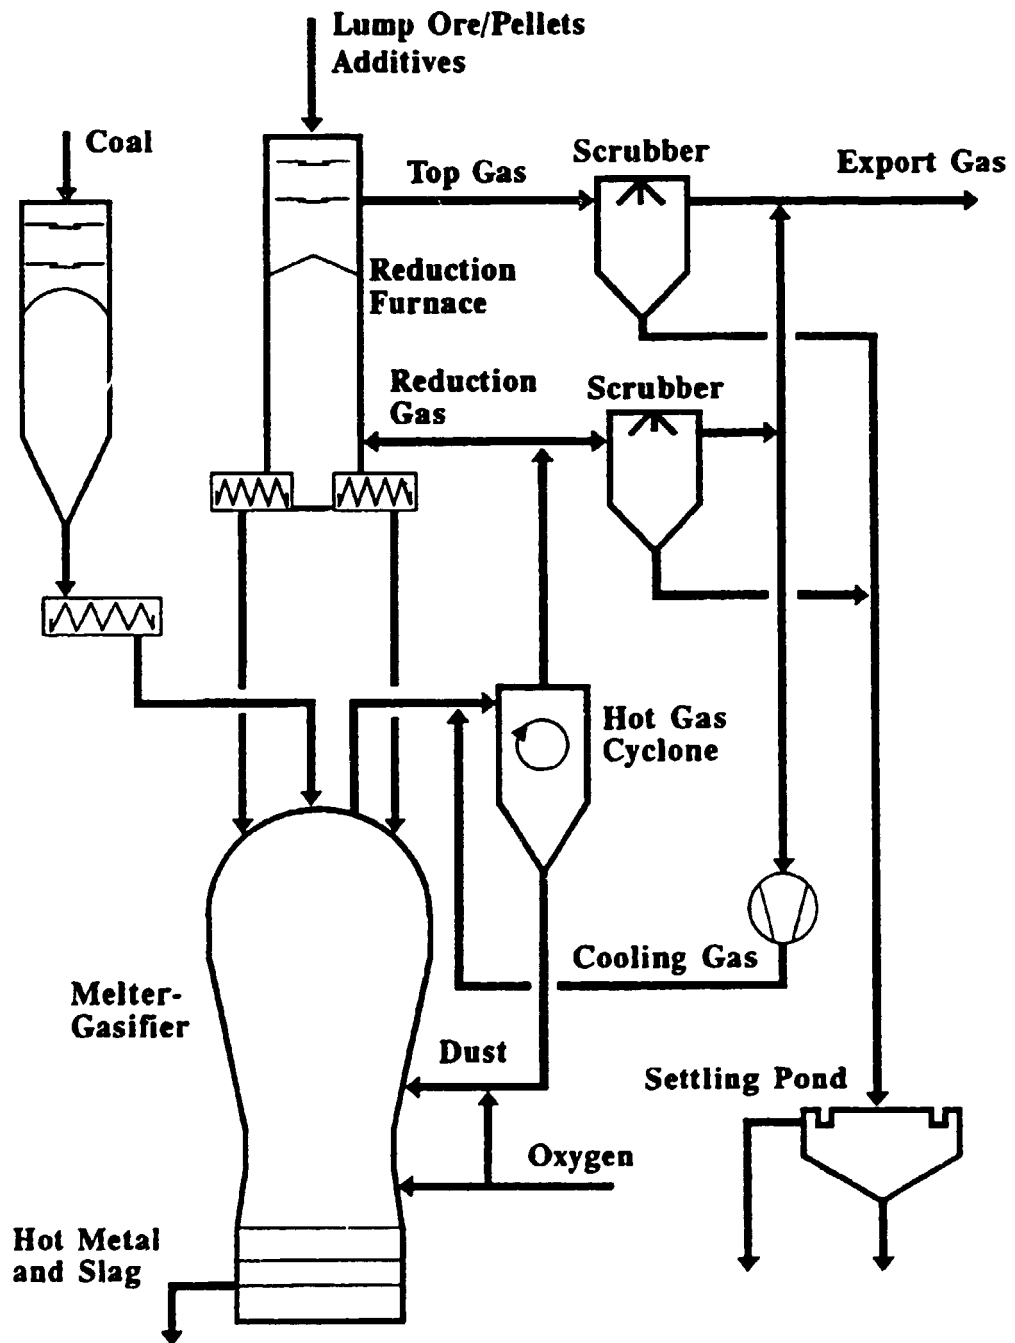 Lump Ore/Pellets
Additives
Coal
Scrubber
Top Gas
Export Gas
Reduction
Furnace
Reduction
Gas
Scrubber
Hot Gas
Cyclone
Cooling Gas
Melter-
Gasifier
Dust
Settling Pond
Oxygen
Hot Metal
and Slag